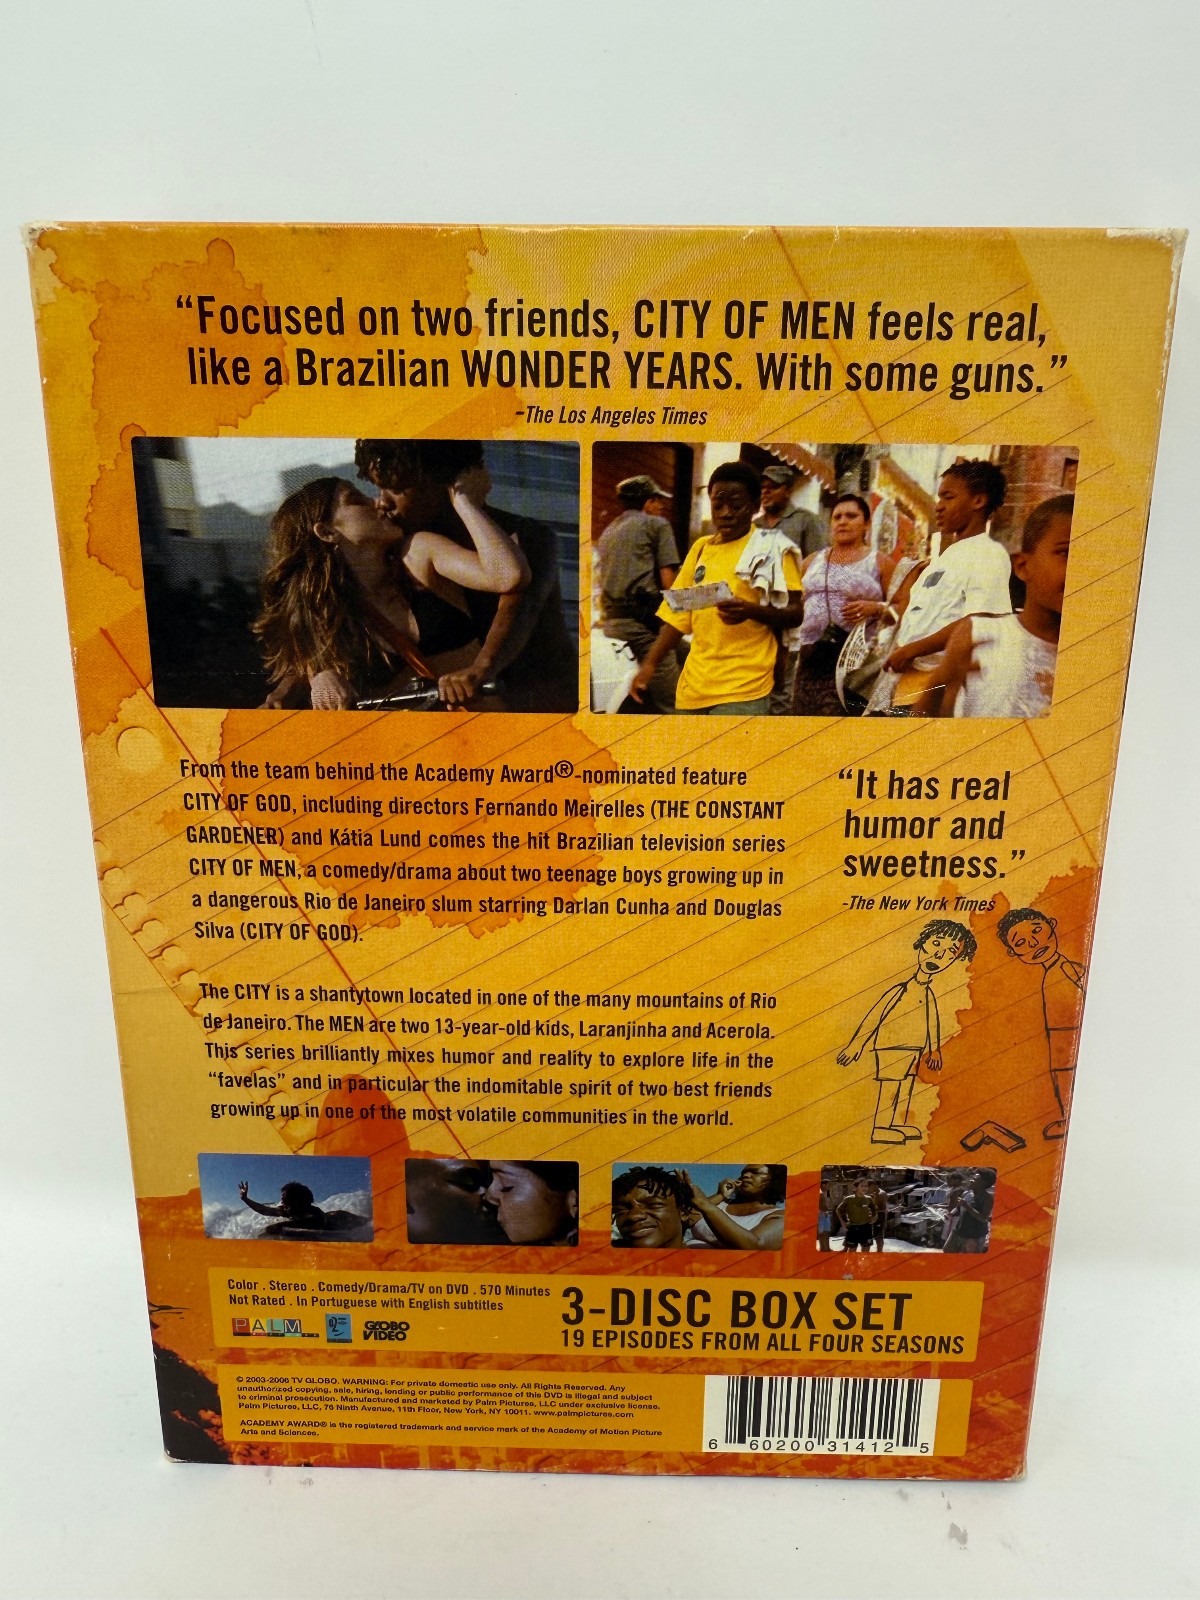 “Focused on two friends, CITY OF MEN feels real,
like a Brazilian WONDER YEARS. With some guns.”
-The Los Angeles Times
From the team behind the Academy Award®-nominated feature
CITY OF GOD, including directors Fernando Meirelles (THE CONSTANT
GARDENER) and Kátia Lund comes the hit Brazilian television series
CITY OF MEN, a comedy/drama about two teenage boys growing up in
a dangerous Rio de Janeiro slum starring Darlan Cunha and Douglas
Silva (CITY OF GOD).
“It has real
humor and
sweetness.”
-The New York Times
The CITY is a shantytown located in one of the many mountains of Rio
de Janeiro. The MEN are two 13-year-old kids, Laranjinha and Acerola.
This series brilliantly mixes humor and reality to explore life in the
“favelas” and in particular the indomitable spirit of two best friends
growing up in one of the most volatile communities in the world.
Color . Stereo . Comedy/Drama/TV on DVD . 570 Minutes
Not Rated . In Portuguese with English subtitles
PALM
O2
GLOBO
VIDEO
3-DISC BOX SET
19 EPISODES FROM ALL FOUR SEASONS
© 2003-2006 TV GLOBO. WARNING: For private domestic use only. All Rights Reserved. Any
unauthorized copying, sale, hiring, lending or public performance of this DVD is illegal and subject
to criminal prosecution. Manufactured and marketed by Palm Pictures, LLC under exclusive license.
Palm Pictures, LLC, 76 Ninth Avenue, 11th Floor, New York, NY 10011. www.palmpictures.com
ACADEMY AWARD® is the registered trademark and service mark of the Academy of Motion Picture
Arts and Sciences.
6 60200 31412 5